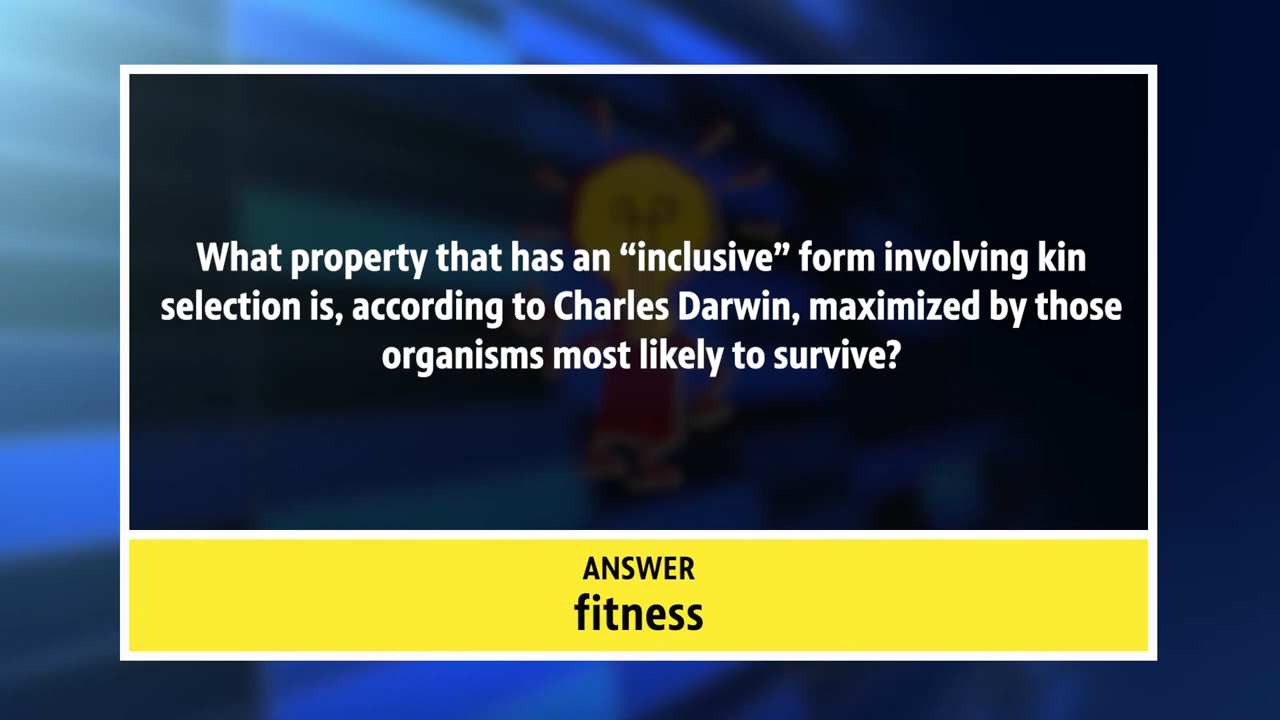 What property that has an “inclusive” form involving kin
selection is, according to Charles Darwin, maximized by those
organisms most likely to survive?
ANSWER
fitness